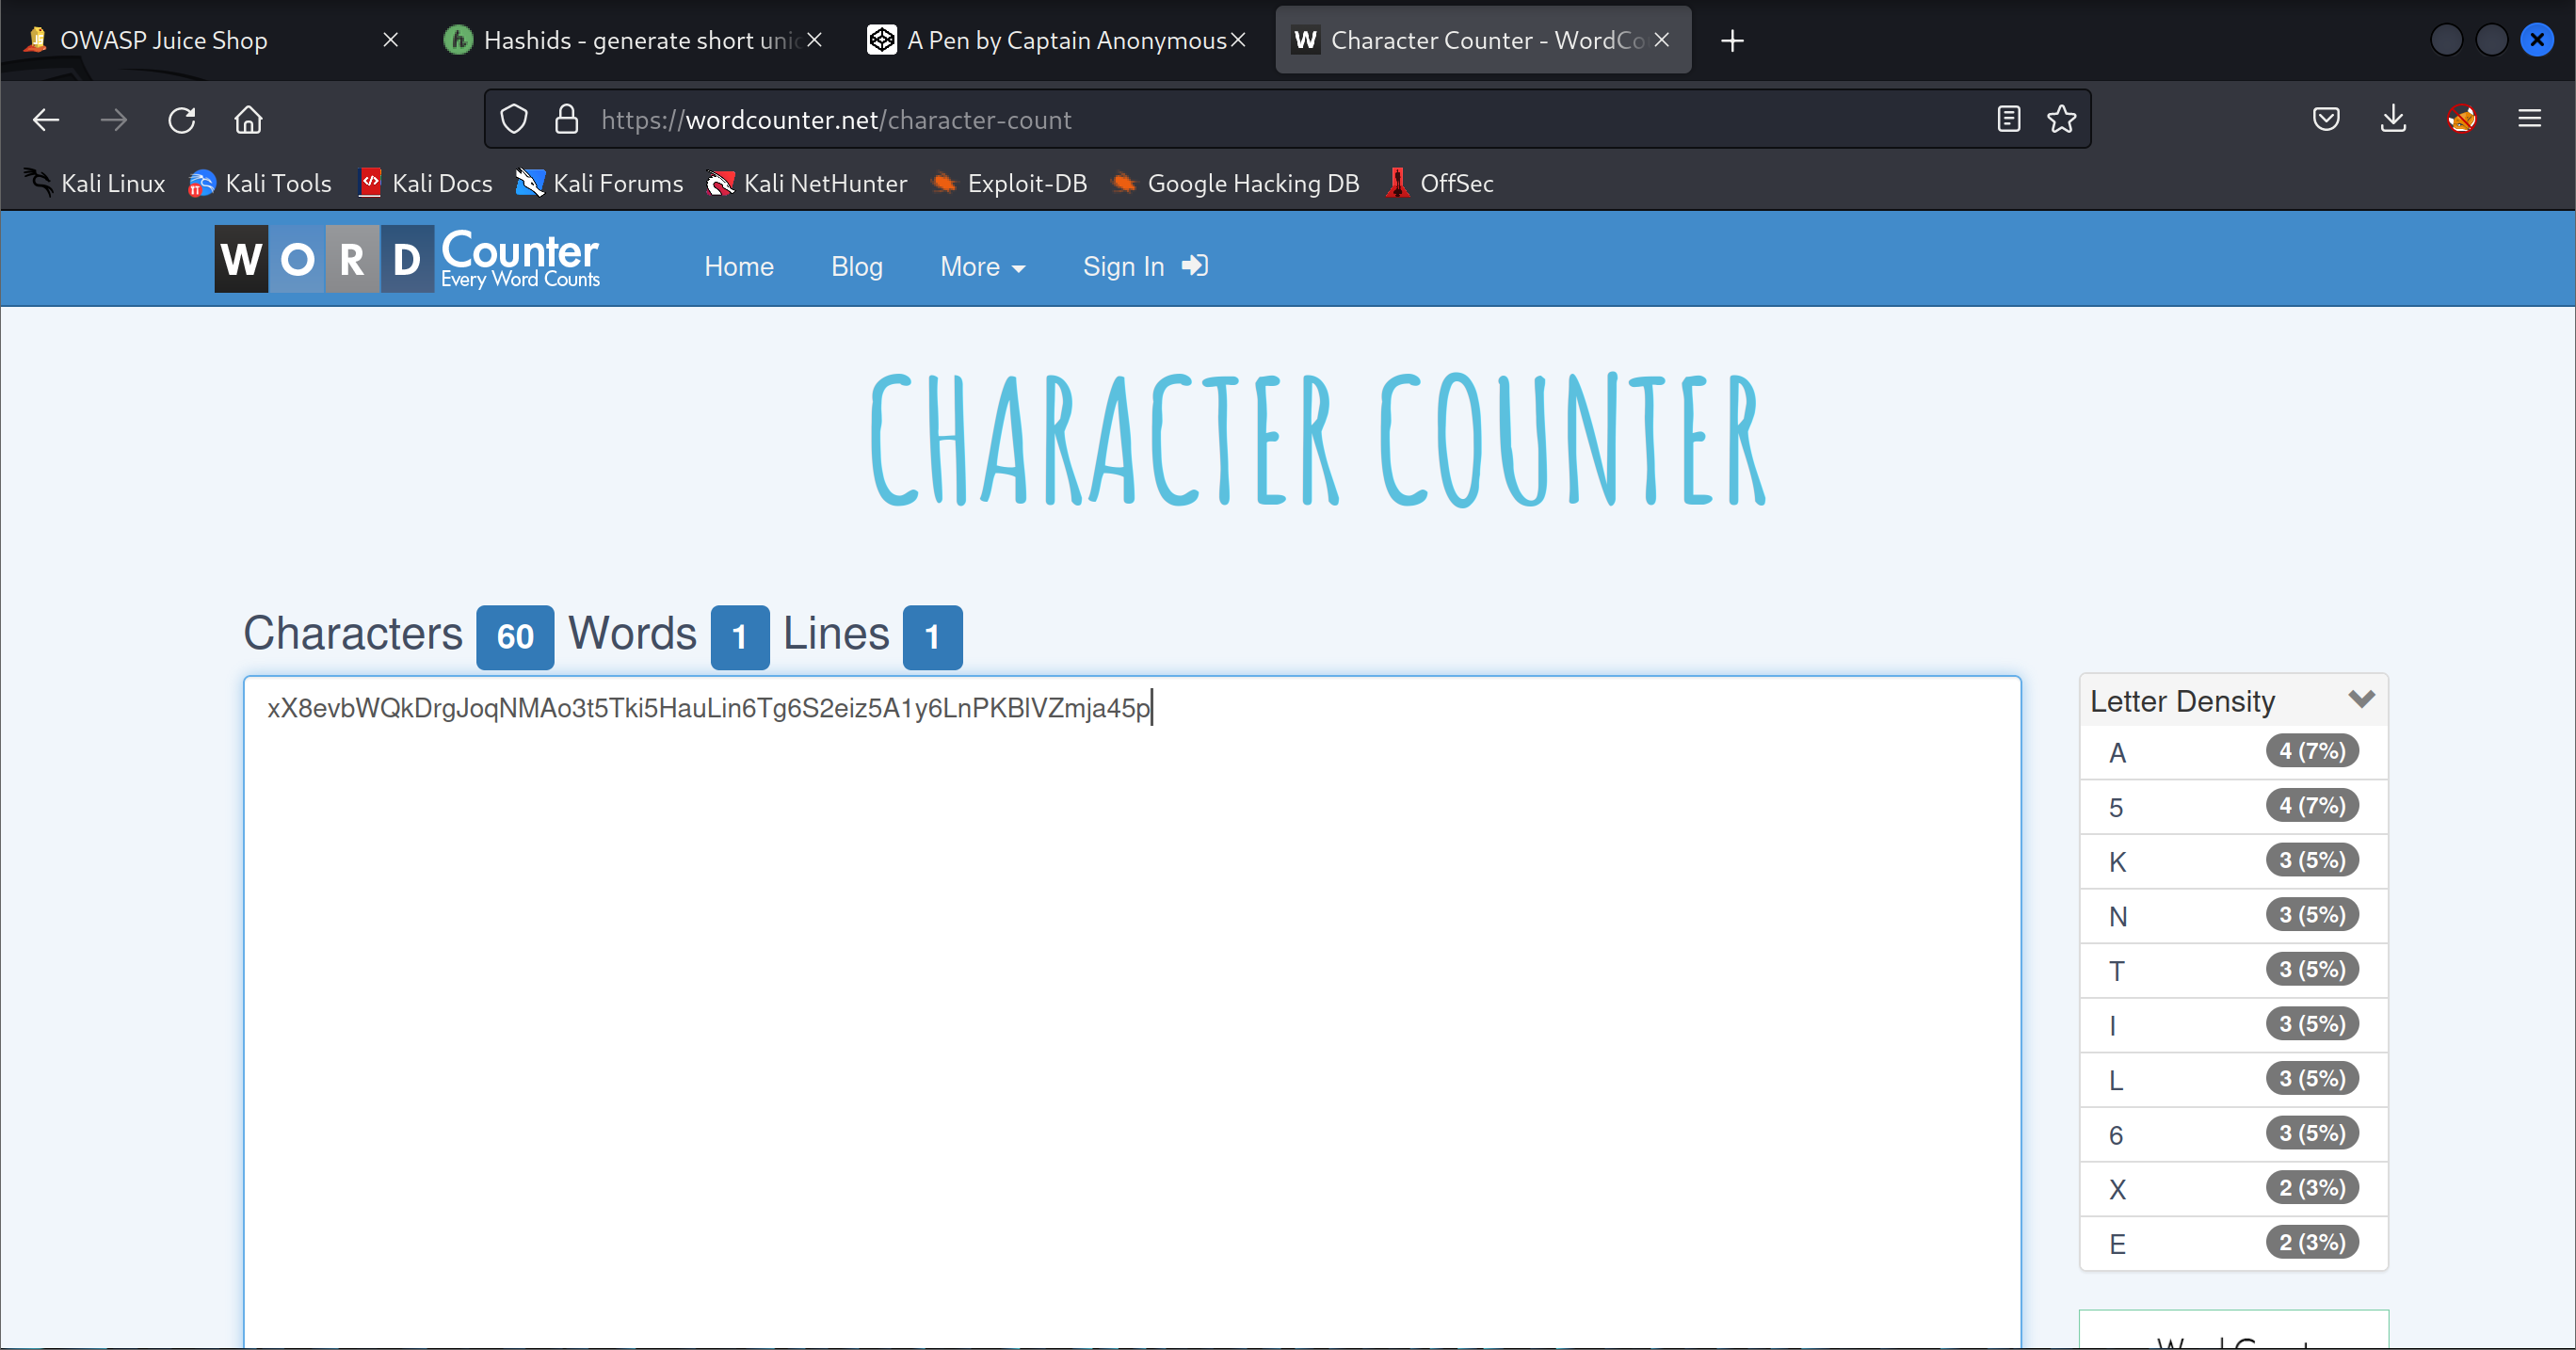 OWASP Juice Shop
Hashids - generate short uni
A Pen by Captain Anonymous
Character Counter - WordCo
https://wordcounter.net/character-count
Kali Linux Kali Tools Kali Docs Kali Forums Kali NetHunter Exploit-DB Google Hacking DB OffSec
WORD Counter
Every Word Counts
Home Blog More Sign In
CHARACTER COUNTER
Characters 60 Words 1 Lines 1
xX8evbWQkDrgJoqNMAo3t5Tki5HauLin6Tg6S2eiz5A1y6LnPKBlVZmja45p
Letter Density
A 4 (7%)
5 4 (7%)
K 3 (5%)
N 3 (5%)
T 3 (5%)
I 3 (5%)
L 3 (5%)
6 3 (5%)
X 2 (3%)
E 2 (3%)